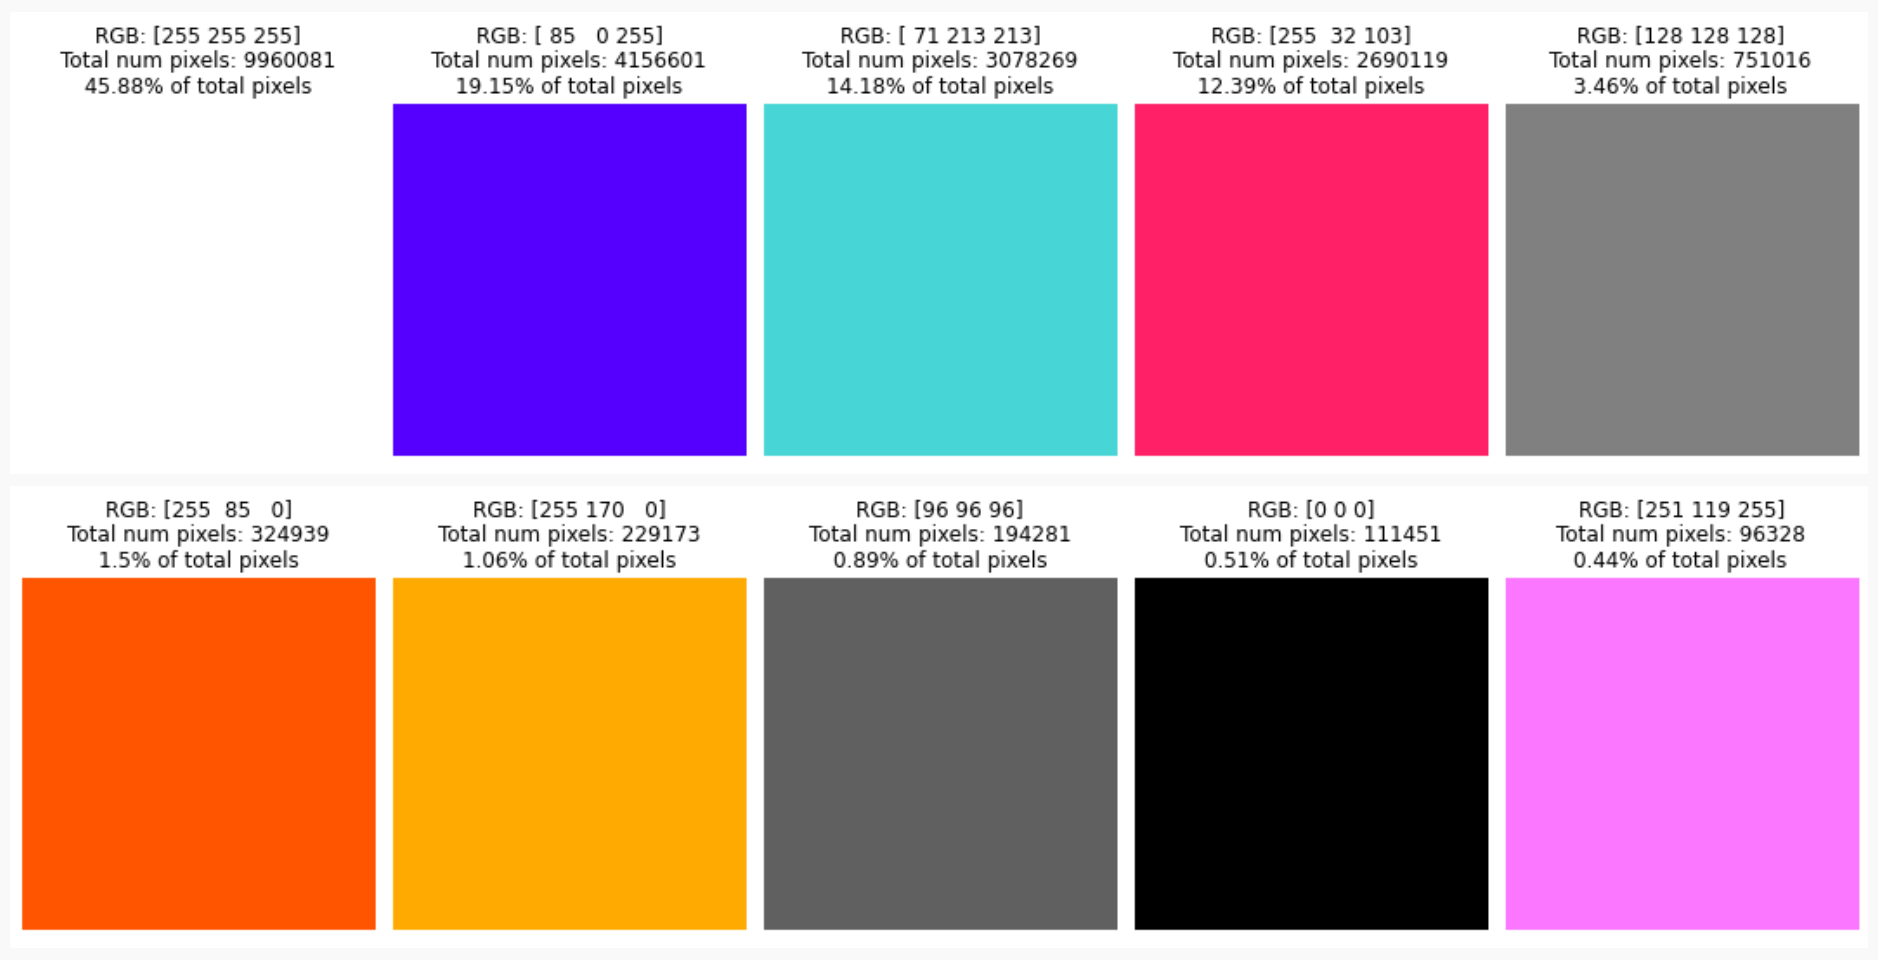 RGB: [255 255 255]
Total num pixels: 9960081
45.88% of total pixels
RGB: [ 85   0 255]
Total num pixels: 4156601
19.15% of total pixels
RGB: [ 71 213 213]
Total num pixels: 3078269
14.18% of total pixels
RGB: [255  32 103]
Total num pixels: 2690119
12.39% of total pixels
RGB: [128 128 128]
Total num pixels: 751016
3.46% of total pixels
RGB: [255  85   0]
Total num pixels: 324939
1.5% of total pixels
RGB: [255 170   0]
Total num pixels: 229173
1.06% of total pixels
RGB: [96 96 96]
Total num pixels: 194281
0.89% of total pixels
RGB: [0 0 0]
Total num pixels: 111451
0.51% of total pixels
RGB: [251 119 255]
Total num pixels: 96328
0.44% of total pixels